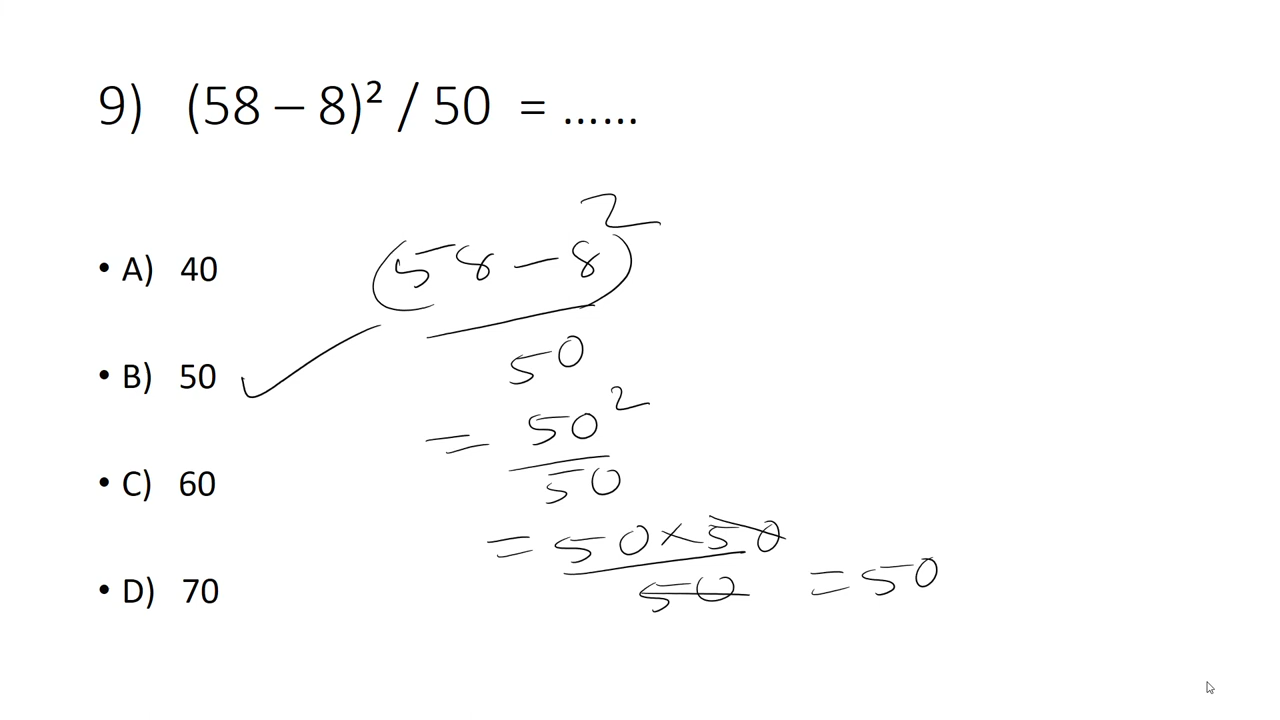 9) (58 – 8)² / 50 = ......
• A) 40
• B) 50
• C) 60
• D) 70
(58 – 8)²
50
= 50²
50
= 50 × 50
50
= 50